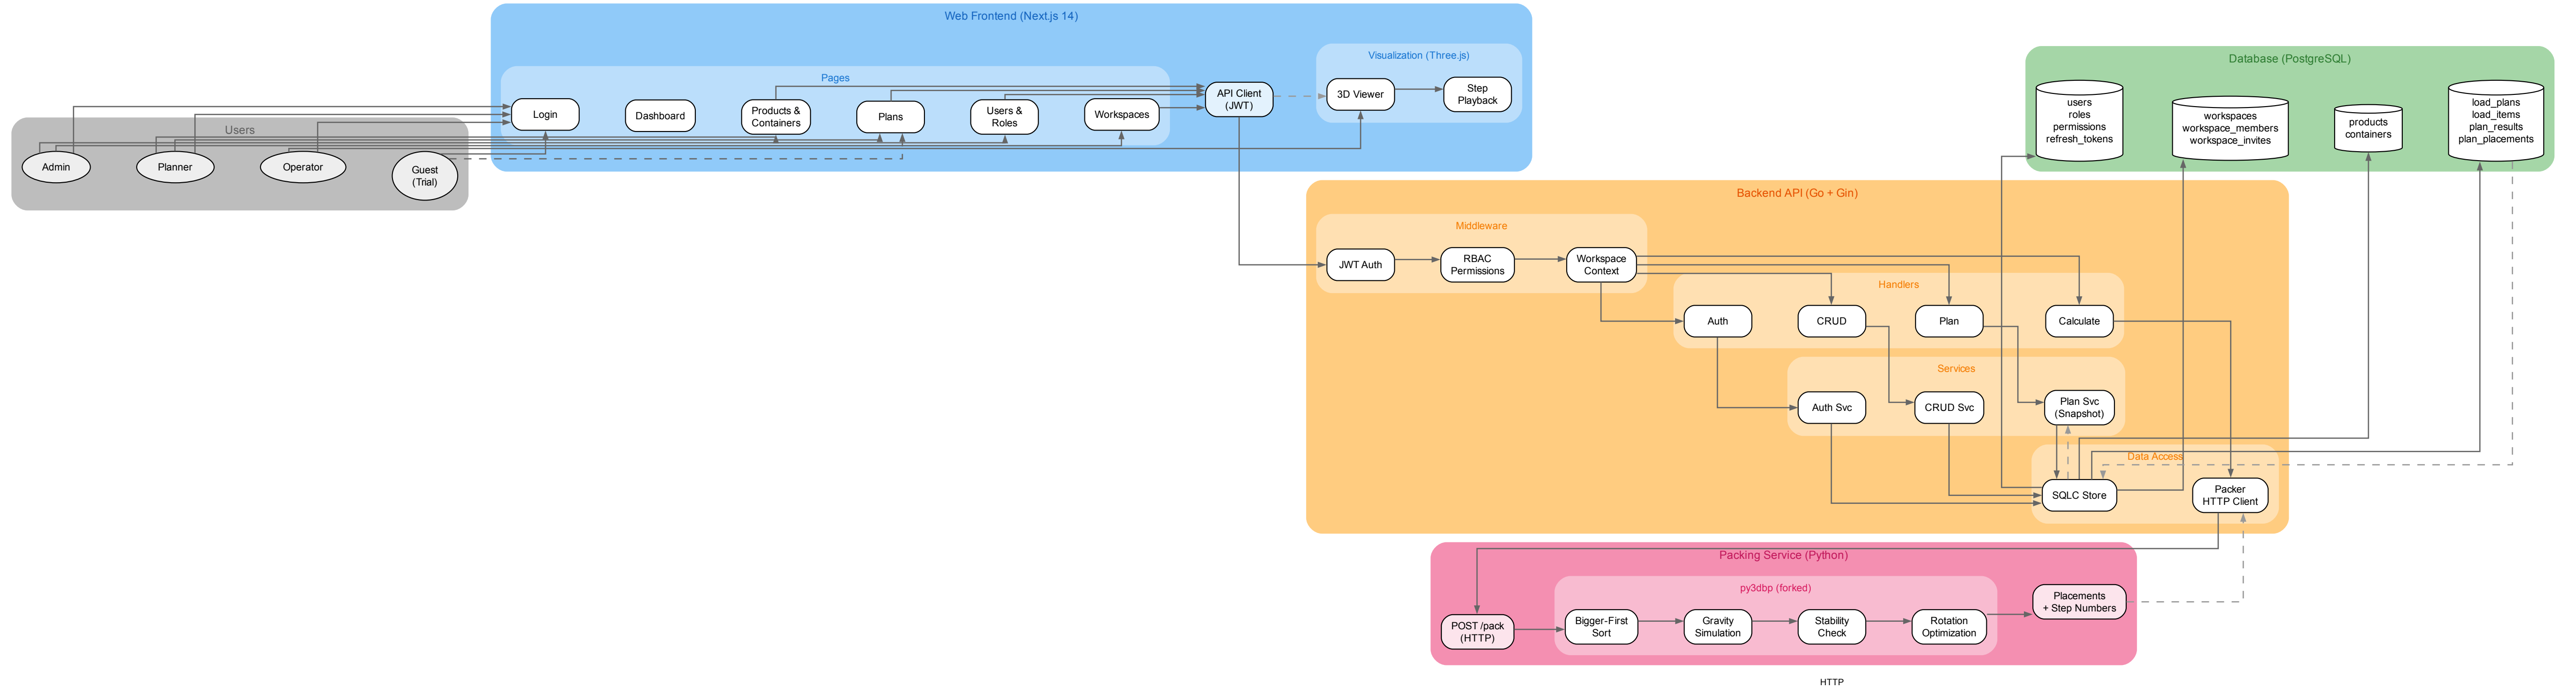 Web Frontend (Next.js 14)
Visualization (Three.js)
Pages
Login
Dashboard
Products &
Containers
Plans
Users &
Roles
Workspaces
API Client
(JWT)
3D Viewer
Step
Playback
Users
Admin
Planner
Operator
Guest
(Trial)
Database (PostgreSQL)
users
roles
permissions
refresh_tokens
workspaces
workspace_members
workspace_invites
products
containers
load_plans
load_items
plan_results
plan_placements
Backend API (Go + Gin)
Middleware
JWT Auth
RBAC
Permissions
Workspace
Context
Handlers
Auth
CRUD
Plan
Calculate
Services
Auth Svc
CRUD Svc
Plan Svc
(Snapshot)
Data Access
SQLC Store
Packer
HTTP Client
Packing Service (Python)
py3dbp (forked)
POST /pack
(HTTP)
Bigger-First
Sort
Gravity
Simulation
Stability
Check
Rotation
Optimization
Placements
+ Step Numbers
HTTP